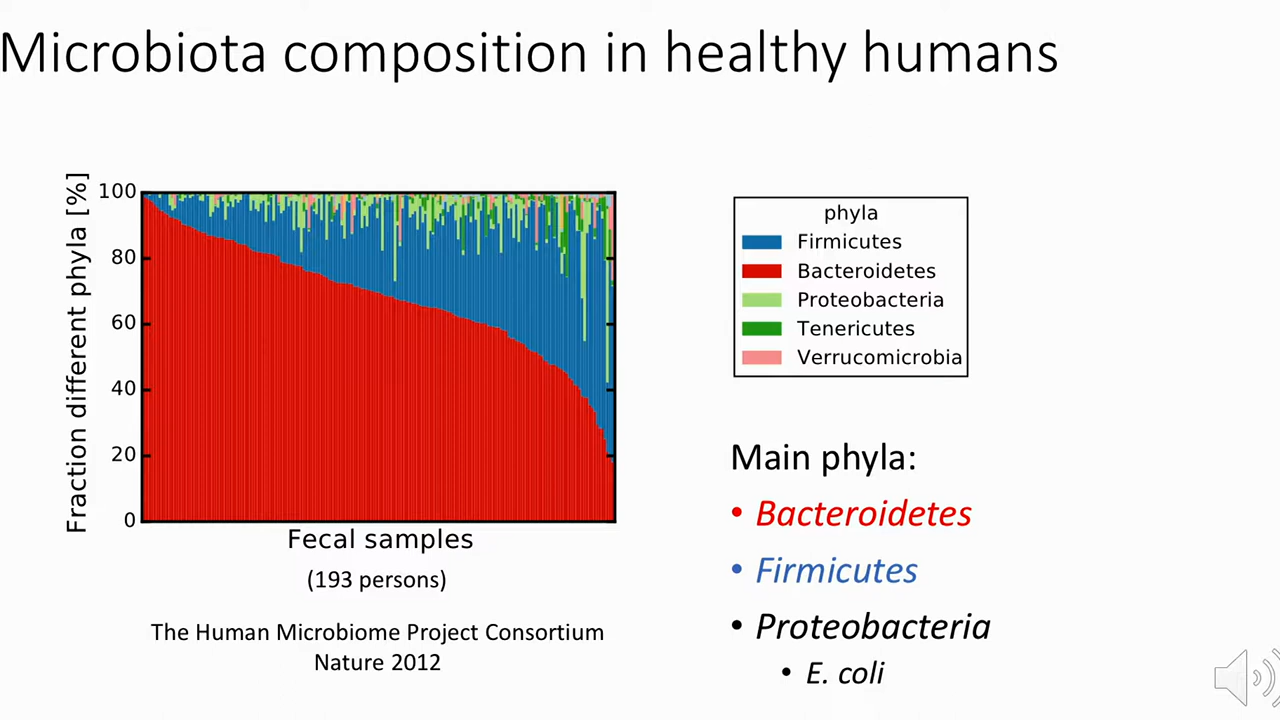 Microbiota composition in healthy humans
Fraction different phyla [%]
100
80
60
40
20
0
Fecal samples
(193 persons)
The Human Microbiome Project Consortium
Nature 2012
phyla
Firmicutes
Bacteroidetes
Proteobacteria
Tenericutes
Verrucomicrobia
Main phyla:
• Bacteroidetes
• Firmicutes
• Proteobacteria
• E. coli